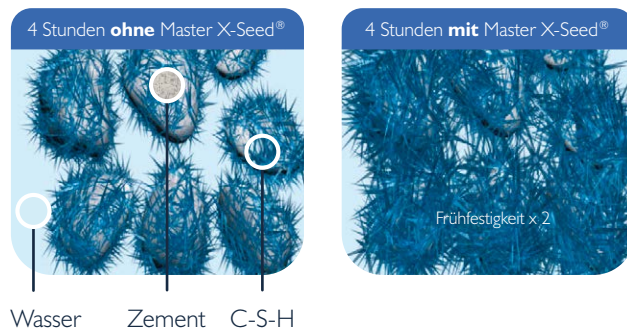 4 Stunden ohne Master X-Seed®
4 Stunden mit Master X-Seed®
Frühfestigkeit x 2
Wasser
Zement
C-S-H